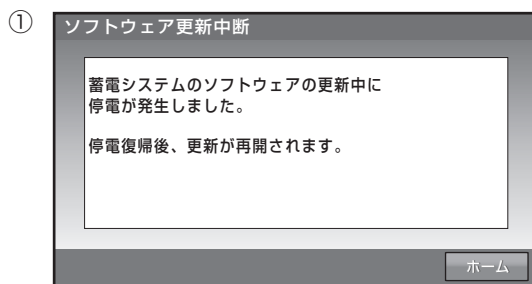 ①
ソフトウェア更新中断
蓄電システムのソフトウェアの更新中に
停電が発生しました。
停電復帰後、更新が再開されます。
ホーム